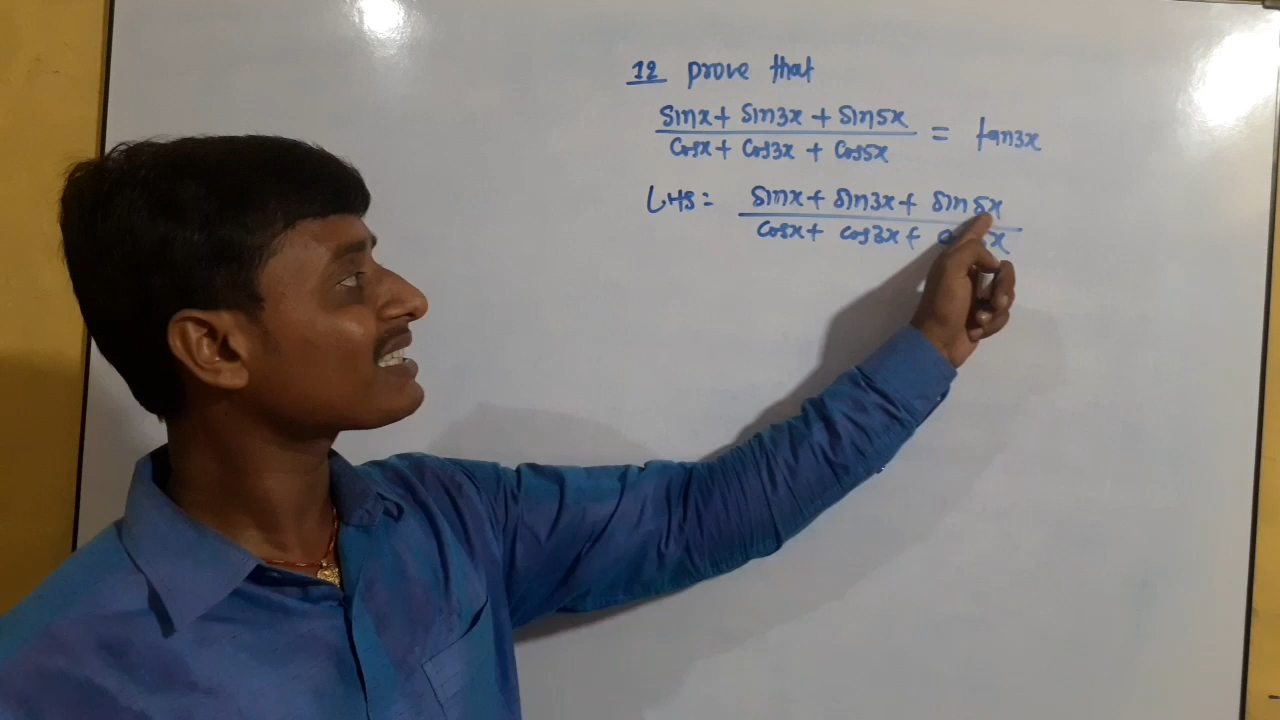 12 prove that
sinx + sin3x + sin5x
cosx + cos3x + cos5x = tan3x
LHS = sinx + sin3x + sin5x
cosx + cos3x +